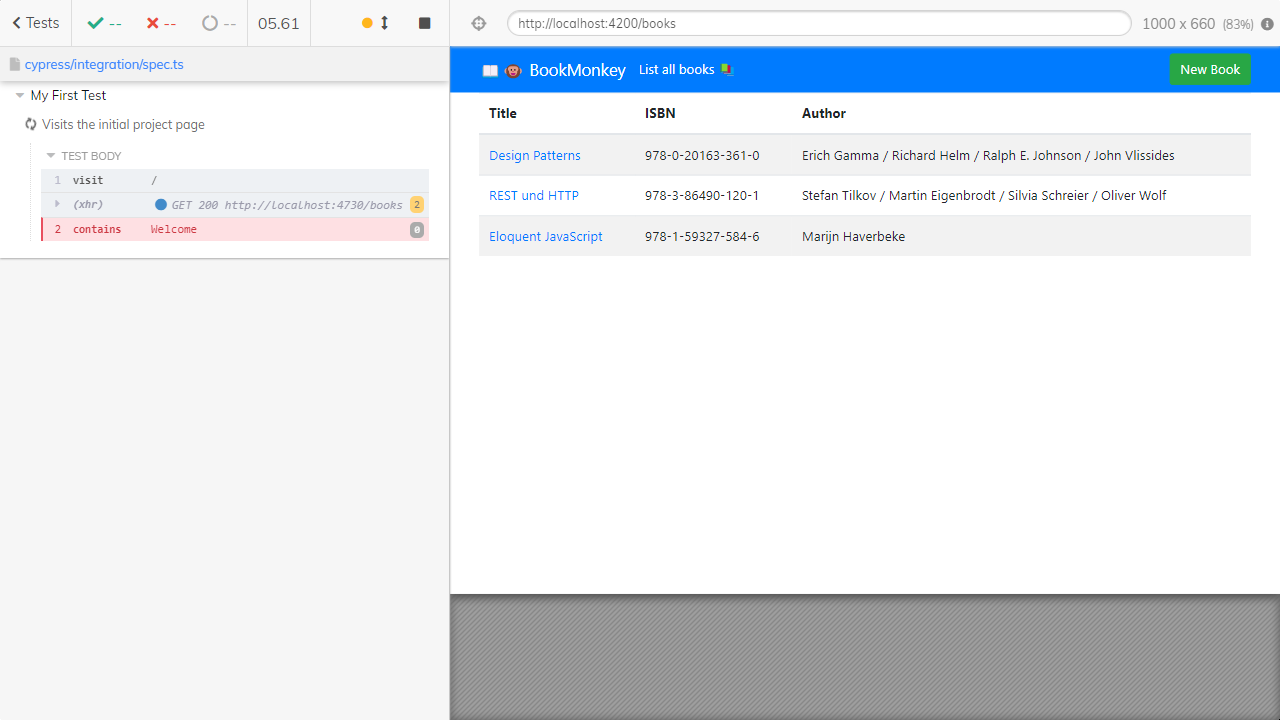 Tests -- -- -- 05.61
http://localhost:4200/books 1000 x 660 (83%)
cypress/integration/spec.ts
My First Test
Visits the initial project page
TEST BODY
1 visit /
(xhr) GET 200 http://localhost:4730/books 2
2 contains Welcome 0
BookMonkey List all books New Book
Title ISBN Author
Design Patterns 978-0-20163-361-0 Erich Gamma / Richard Helm / Ralph E. Johnson / John Vlissides
REST und HTTP 978-3-86490-120-1 Stefan Tilkov / Martin Eigenbrodt / Silvia Schreier / Oliver Wolf
Eloquent JavaScript 978-1-59327-584-6 Marijn Haverbeke